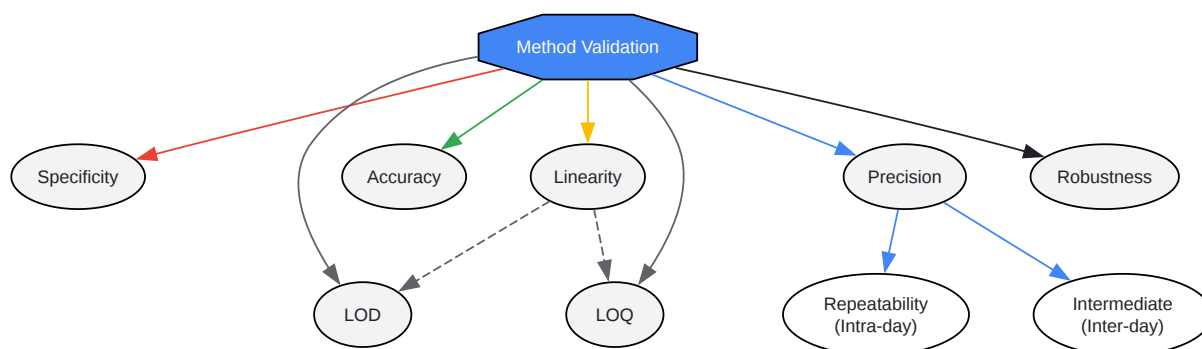 Method Validation
Specificity
Accuracy
Linearity
Precision
Robustness
LOD
LOQ
Repeatability
(Intra-day)
Intermediate
(Inter-day)